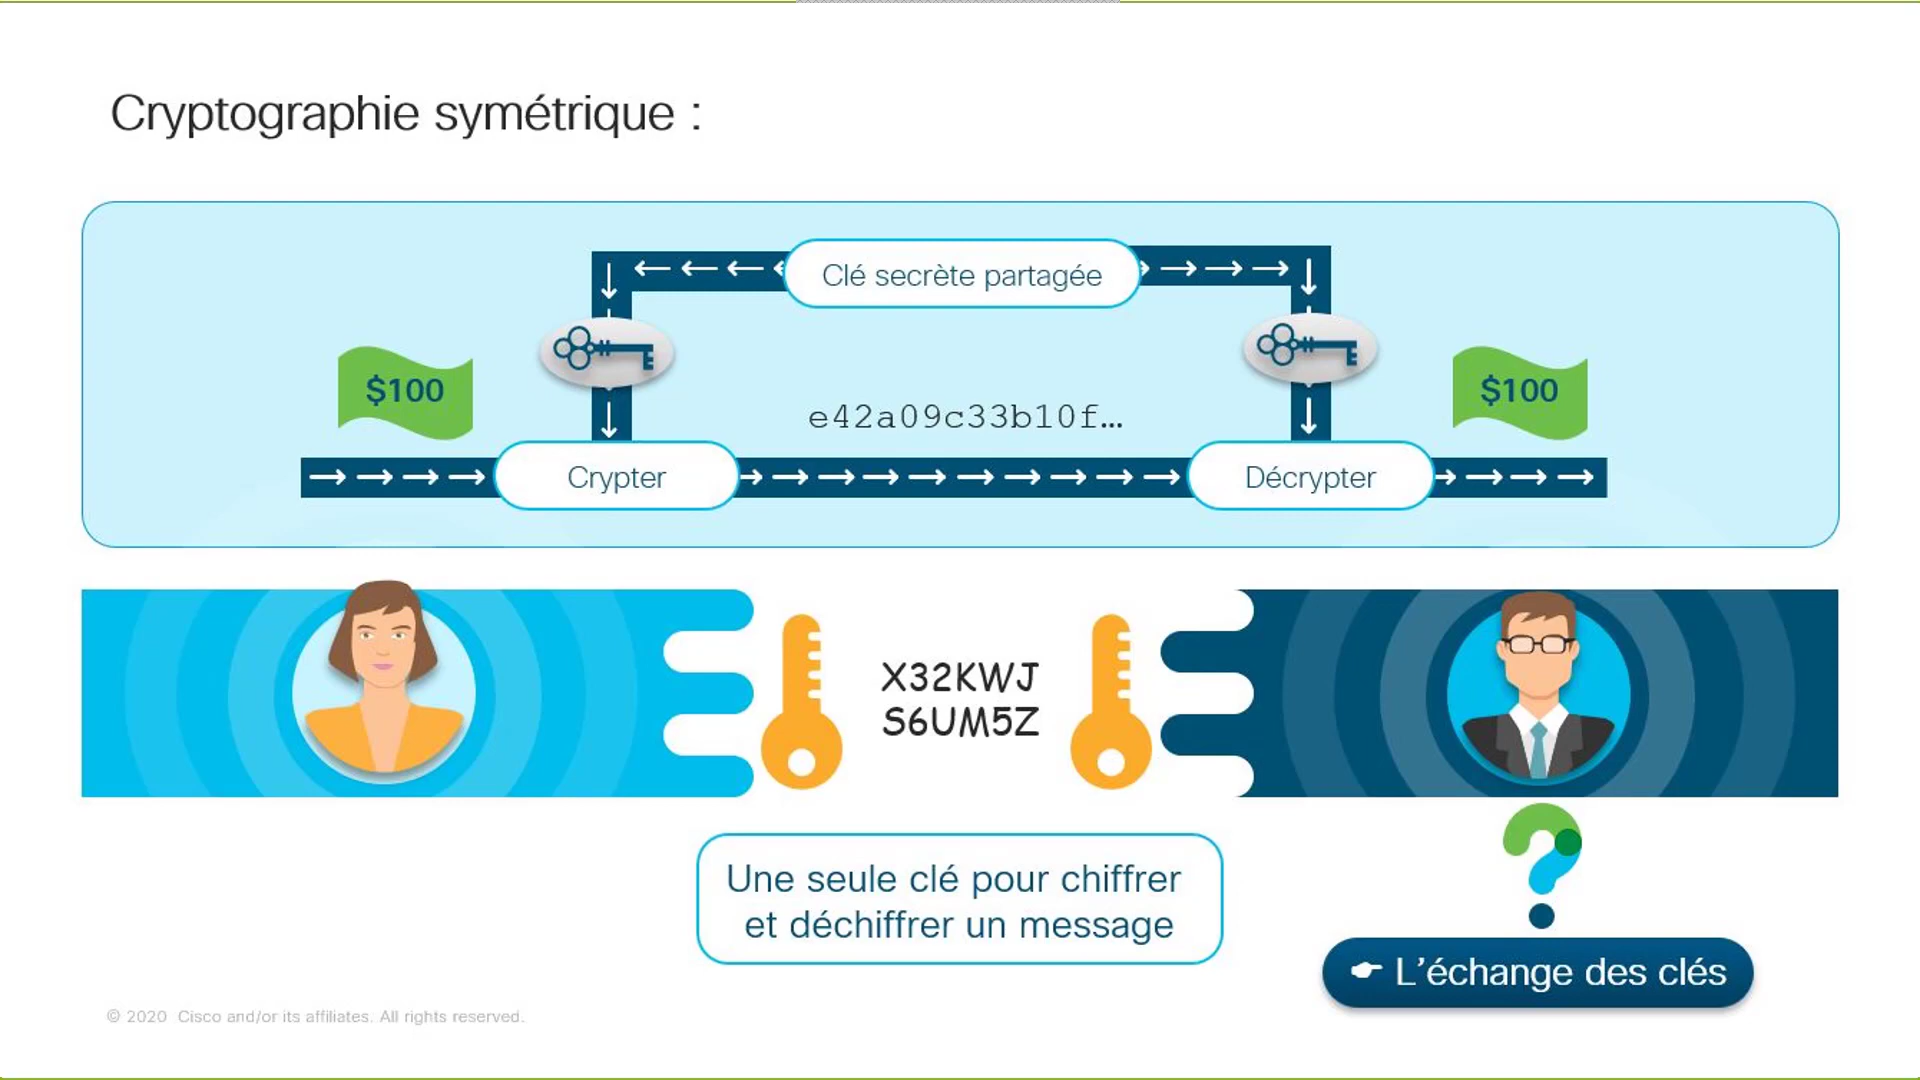 Cryptographie symétrique :
Clé secrète partagée
$100
$100
e42a09c33b10f…
Crypter
Décrypter
X32KWJ
S6UM5Z
Une seule clé pour chiffrer
et déchiffrer un message
☛ L’échange des clés
© 2020 Cisco and/or its affiliates. All rights reserved.